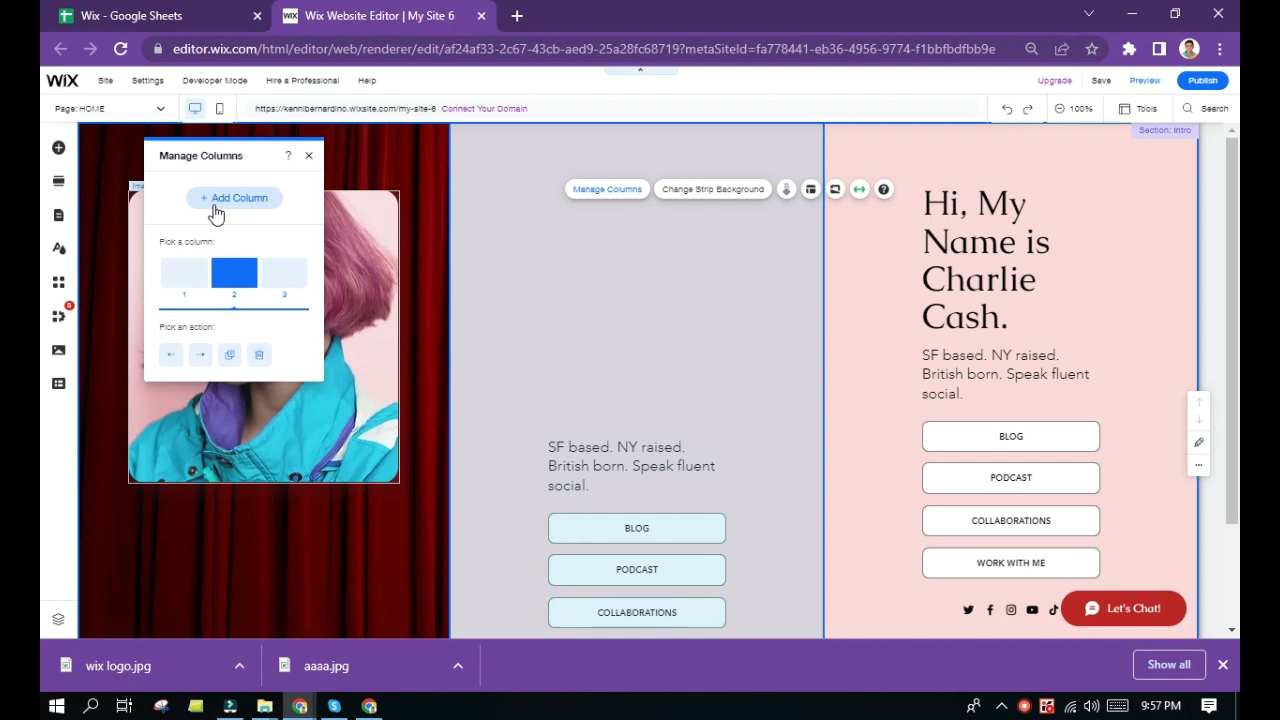 Wix - Google Sheets
WIX
Wix Website Editor | My Site 6
editor.wix.com/html/editor/web/renderer/edit/af24af33-2c67-43cb-aed9-25a28fc68719?metaSiteId=fa778441-eb36-4956-9774-f1bbfbdfbb9e
WiX
Site
Settings
Developer Mode
Hire a Professional
Help
Upgrade
Save
Preview
Publish
Page: HOME
https://kennibernardino.wixsite.com/my-site-6 Connect Your Domain
100%
Tools
Search
Section: Intro
Manage Columns
?
+ Add Column
Pick a column:
1
2
3
Pick an action:
8
Manage Columns
Change Strip Background
?
SF based. NY raised.
British born. Speak fluent
social.
BLOG
PODCAST
COLLABORATIONS
Hi, My
Name is
Charlie
Cash.
SF based. NY raised.
British born. Speak fluent
social.
BLOG
PODCAST
COLLABORATIONS
WORK WITH ME
Let's Chat!
wix logo.jpg
aaaa.jpg
Show all
9:57 PM